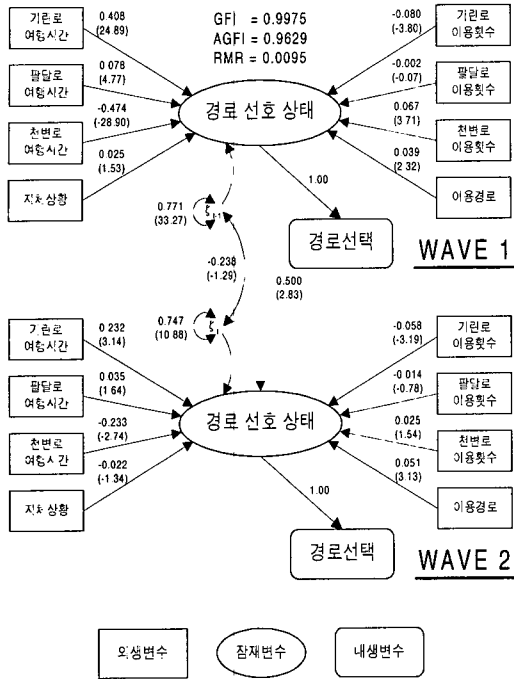 기린로
여행시간
0.408
(24.89)
GFI = 0.9975
AGFI = 0.9629
RMR = 0.0095
-0.080
(-3.80)
기린로
이용횟수
팔달로
여행시간
0.078
(4.77)
-0.002
(-0.07)
팔달로
이용횟수
경로 선호 상태
천변로
여행시간
-0.474
(-28.90)
0.067
(3.71)
천변로
이용횟수
지체상황
0.025
(1.53)
0.039
(2.32)
이용경로
1.00
0.771
(33.27)
경로선택
WAVE 1
-0.238
(-1.29)
0.500
(2.83)
0.747
(10.88)
기린로
여행시간
0.232
(3.14)
-0.058
(-3.19)
기린로
이용횟수
팔달로
여행시간
0.035
(1.64)
-0.014
(-0.78)
팔달로
이용횟수
경로 선호 상태
천변로
여행시간
-0.233
(-2.74)
0.025
(1.54)
천변로
이용횟수
지체상황
-0.022
(-1.34)
0.051
(3.13)
이용경로
1.00
경로선택
WAVE 2
외생변수
잠재변수
내생변수